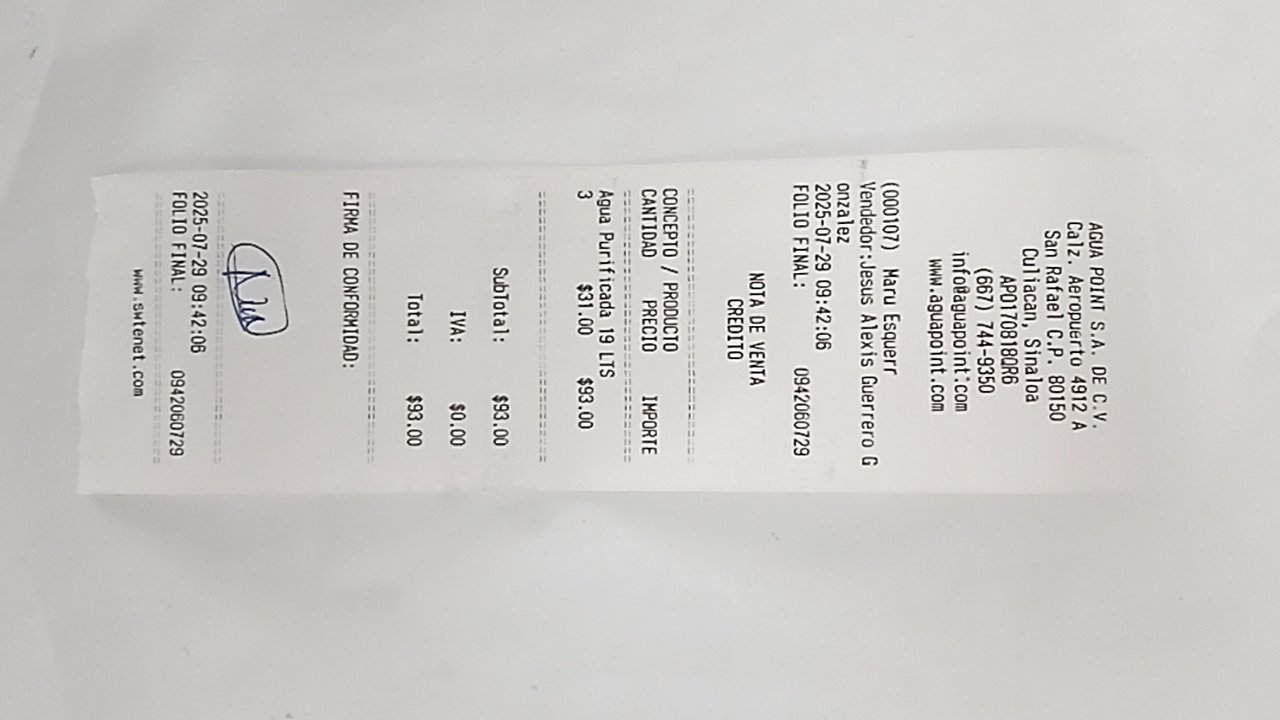 AGUA POINT S.A. DE C.V.
Calz. Aeropuerto 4912 A
San Rafael C.P. 80150
Culiacan, Sinaloa
APO170818QR6
(667) 744-9350
info@aguapoint.com
www.aguapoint.com
(000107) Maru Esquerr
Vendedor:Jesus Alexis Guerrero G
onzalez
2025-07-29 09:42:06
FOLIO FINAL: 0942060729
NOTA DE VENTA
CREDITO
CONCEPTO / PRODUCTO
CANTIDAD PRECIO IMPORTE
Agua Purificada 19 LTS
3 $31.00 $93.00
SubTotal: $93.00
IVA: $0.00
Total: $93.00
FIRMA DE CONFORMIDAD:
2025-07-29 09:42:06
FOLIO FINAL: 0942060729
www.swtenet.com